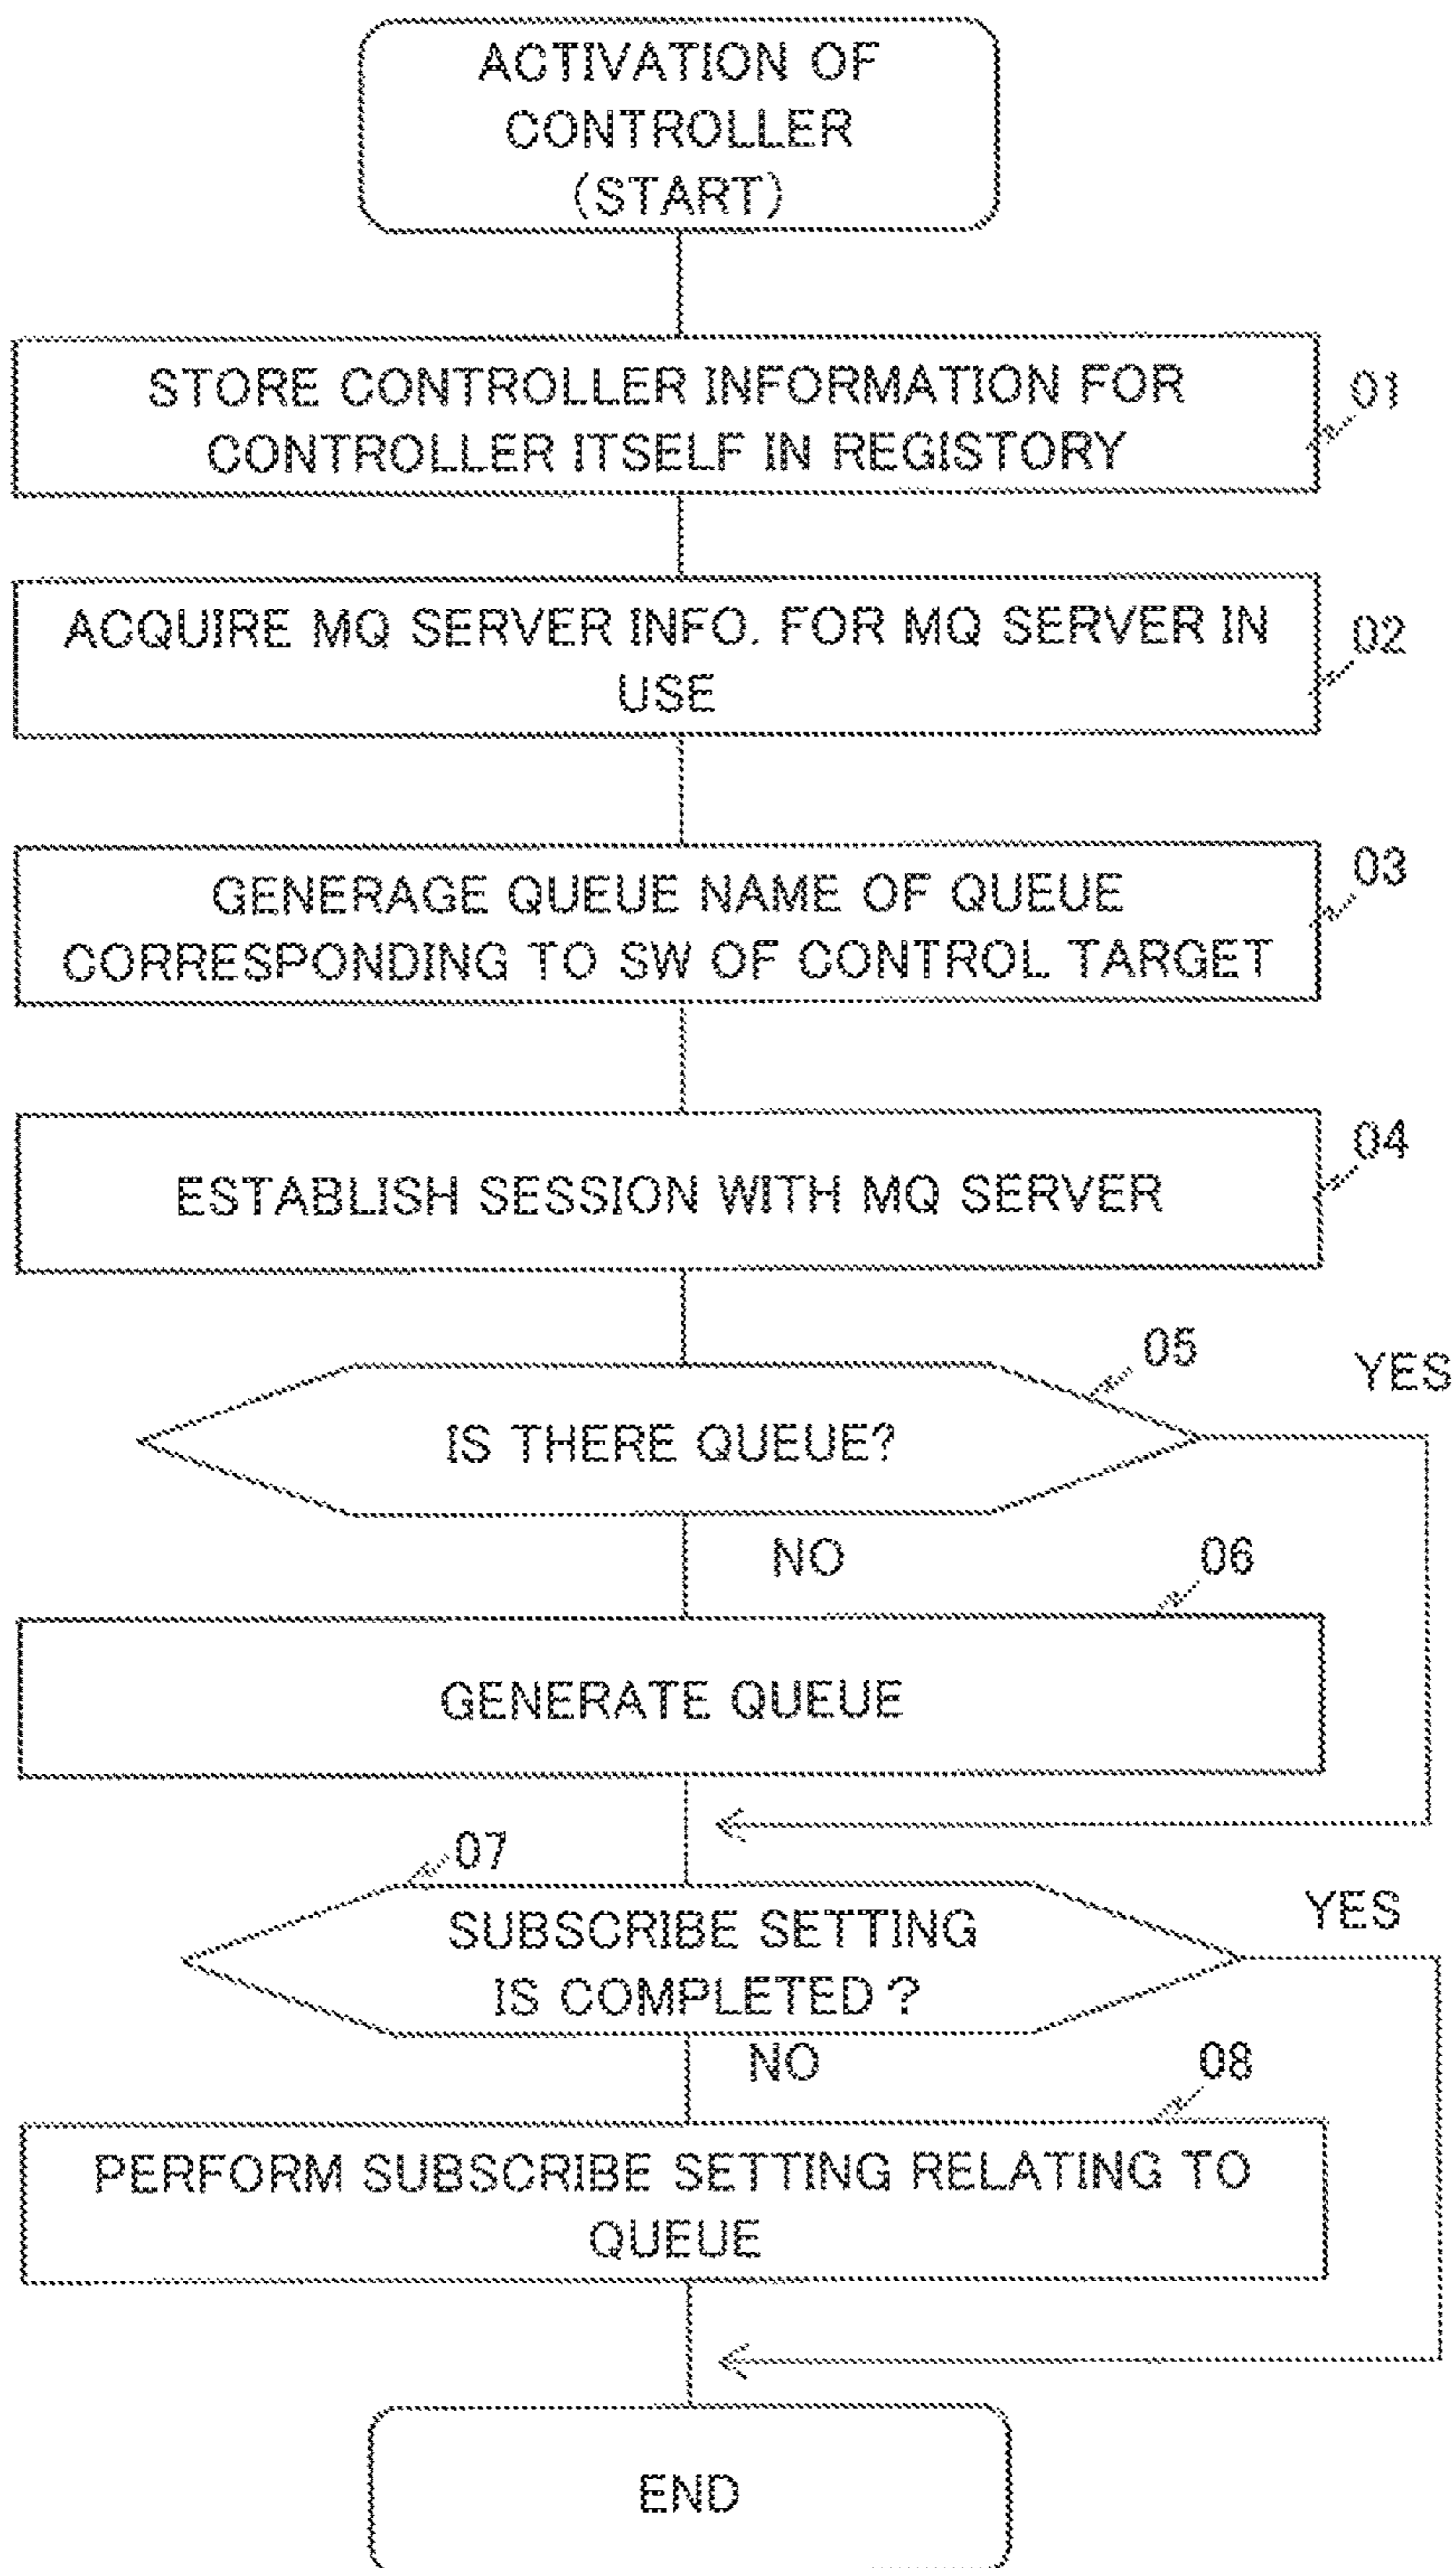 ACTIVATION OF
CONTROLLER
(START)
STORE CONTROLLER INFORMATION FOR
CONTROLLER ITSELF IN REGISTORY
01
ACQUIRE MQ SERVER INFO. FOR MQ SERVER IN
USE
02
GENERAGE QUEUE NAME OF QUEUE
CORRESPONDING TO SW OF CONTROL TARGET
03
ESTABLISH SESSION WITH MQ SERVER
04
05
YES
IS THERE QUEUE?
NO
06
GENERATE QUEUE
07
YES
SUBSCRIBE SETTING
IS COMPLETED ?
NO
08
PERFORM SUBSCRIBE SETTING RELATING TO
QUEUE
END